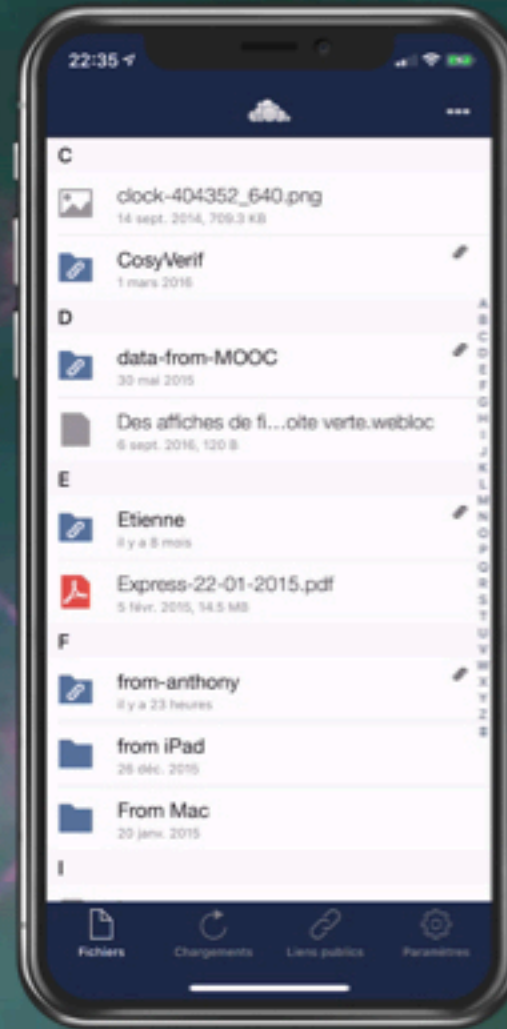 22:35
C
clock-404352_640.png
14 sept. 2014, 709.3 KB
CosyVerif
1 mars 2016
D
data-from-MOOC
30 mai 2015
Des affiches de fi...oite verte.webloc
6 sept. 2016, 120 B
E
Etienne
il y a 8 mois
Express-22-01-2015.pdf
5 févr. 2015, 14.5 MB
F
from-anthony
il y a 23 heures
from iPad
26 déc. 2015
From Mac
20 janv. 2015
I
A
B
C
D
E
F
G
H
I
J
K
L
M
N
O
P
Q
R
S
T
U
V
W
X
Y
Z
#
Fichiers
Chargements
Liens publics
Paramètres